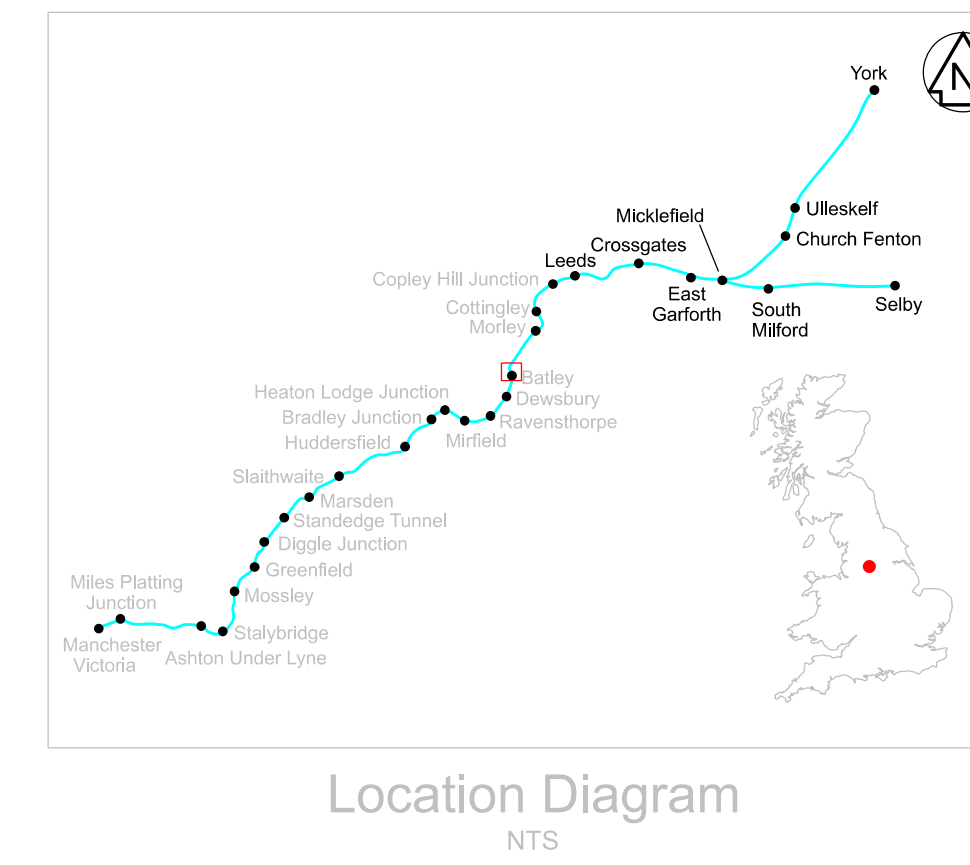 York
N
Ulleskelf
Micklefield
Church Fenton
Crossgates
Leeds
Copley Hill Junction
East
Garforth
South
Milford
Selby
Cottingley
Morley
Batley
Heaton Lodge Junction
Dewsbury
Bradley Junction
Ravensthorpe
Huddersfield
Mirfield
Slaithwaite
Marsden
Standedge Tunnel
Diggle Junction
Greenfield
Miles Platting
Junction
Mossley
Stalybridge
Manchester
Victoria
Ashton Under Lyne
Location Diagram
NTS